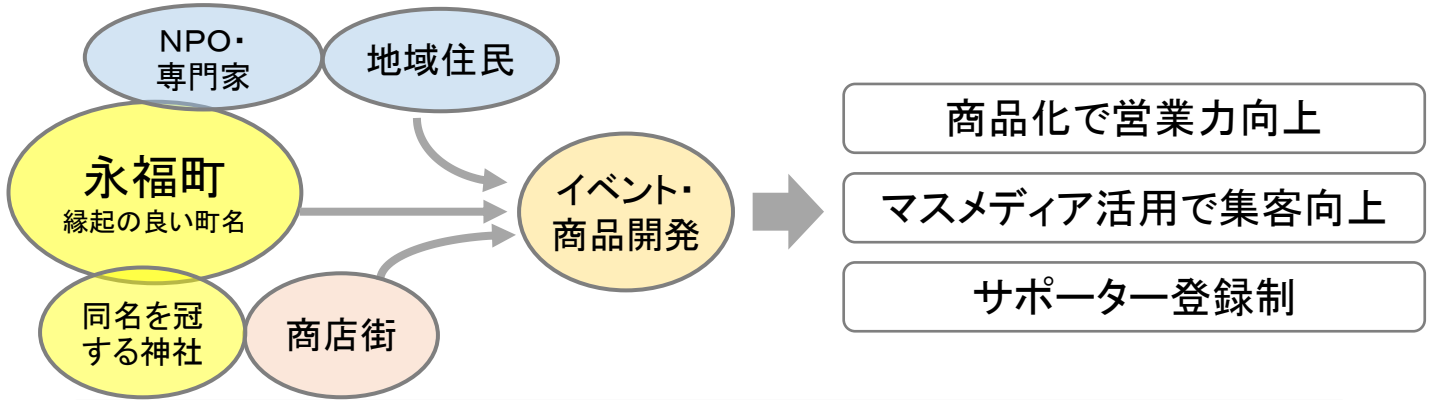 NPO・
専門家
地域住民
永福町
縁起の良い町名
同名を冠
する神社
商店街
イベント・
商品開発
商品化で営業力向上
マスメディア活用で集客向上
サポーター登録制